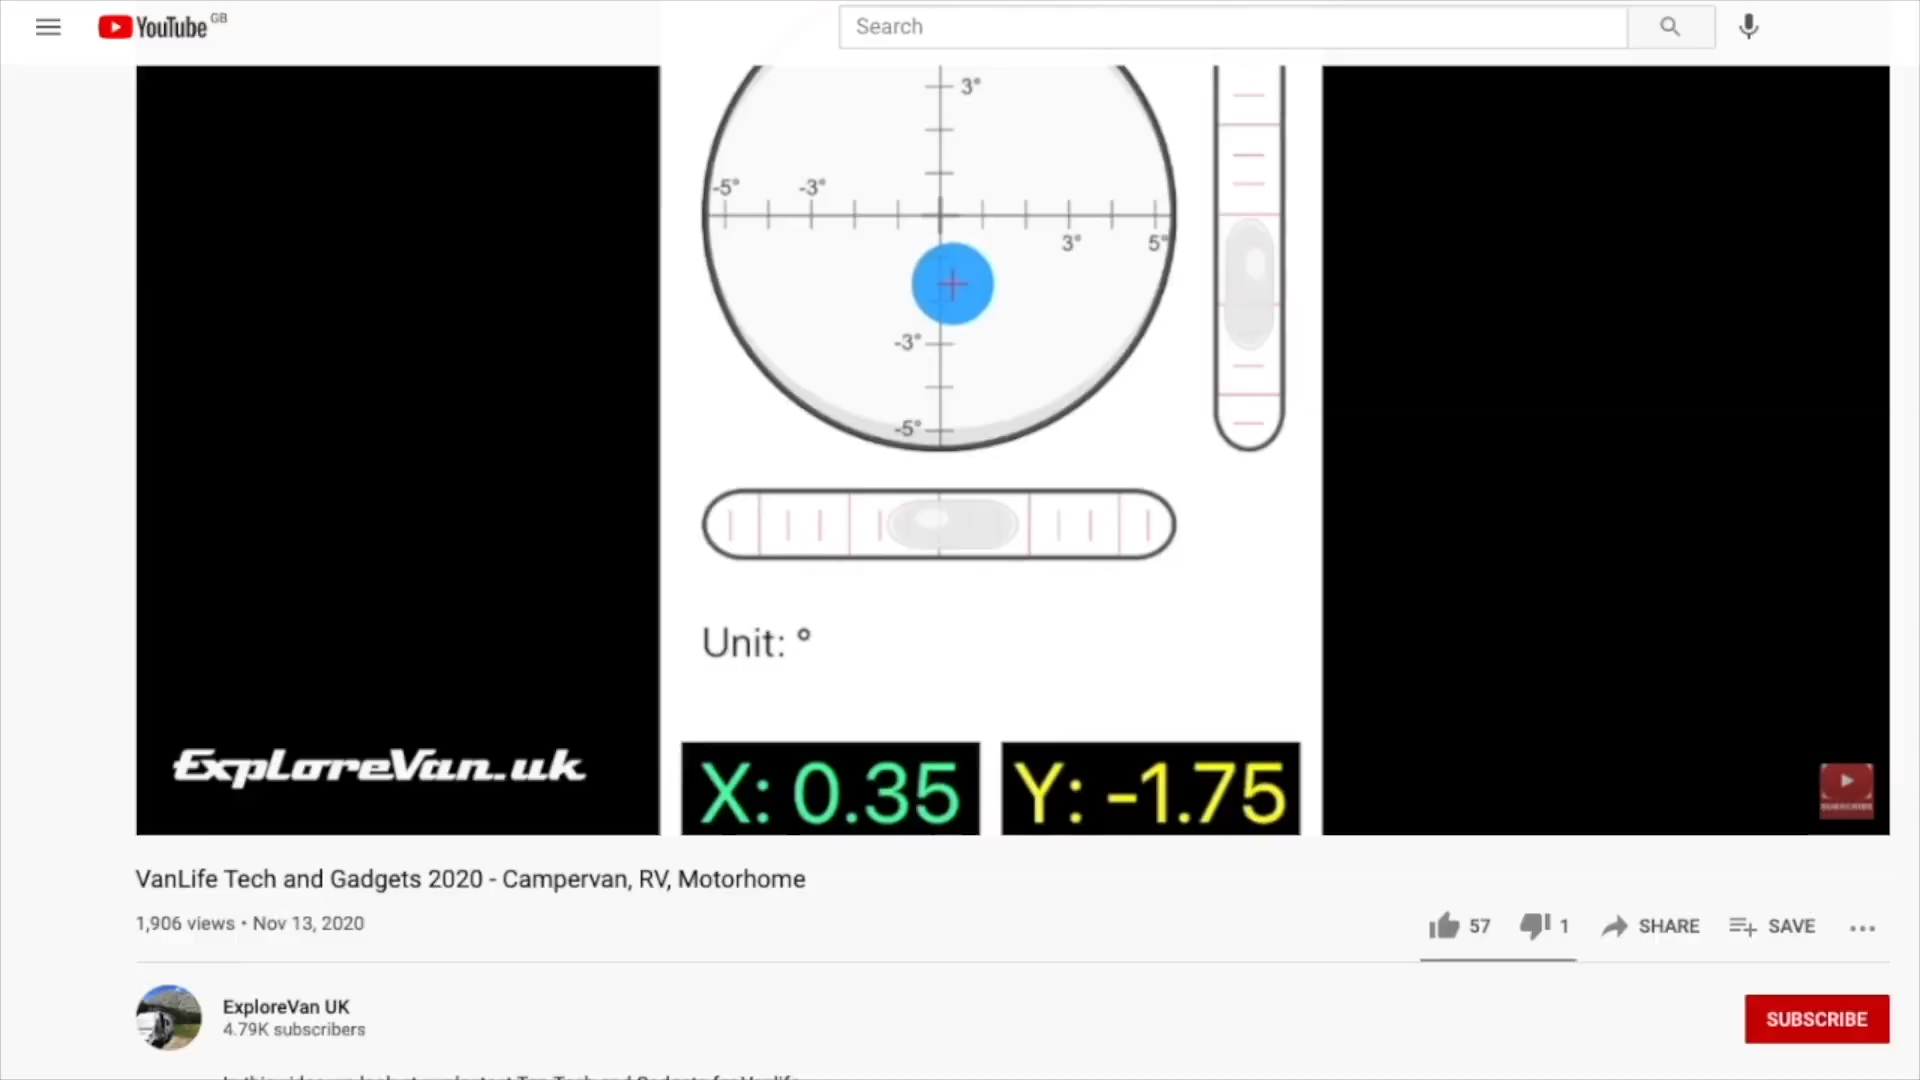 YouTube GB
Search
3°
-5° -3°
3° 5°
-3°
-5°
Unit: °
ExploreVan.uk
X: 0.35 Y: -1.75
SUBSCRIBE
VanLife Tech and Gadgets 2020 - Campervan, RV, Motorhome
1,906 views • Nov 13, 2020
57 1 SHARE SAVE
ExploreVan UK
4.79K subscribers
SUBSCRIBE